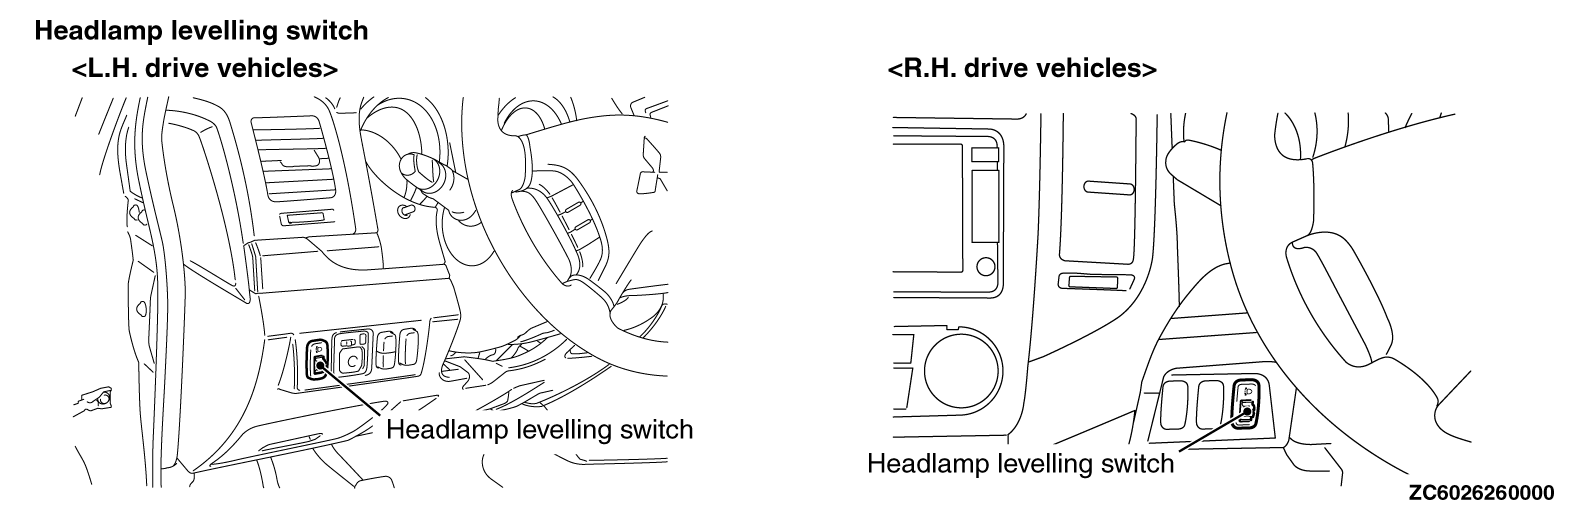 Headlamp levelling switch
<L.H. drive vehicles>
<R.H. drive vehicles>
Headlamp levelling switch
Headlamp levelling switch
ZC6026260000